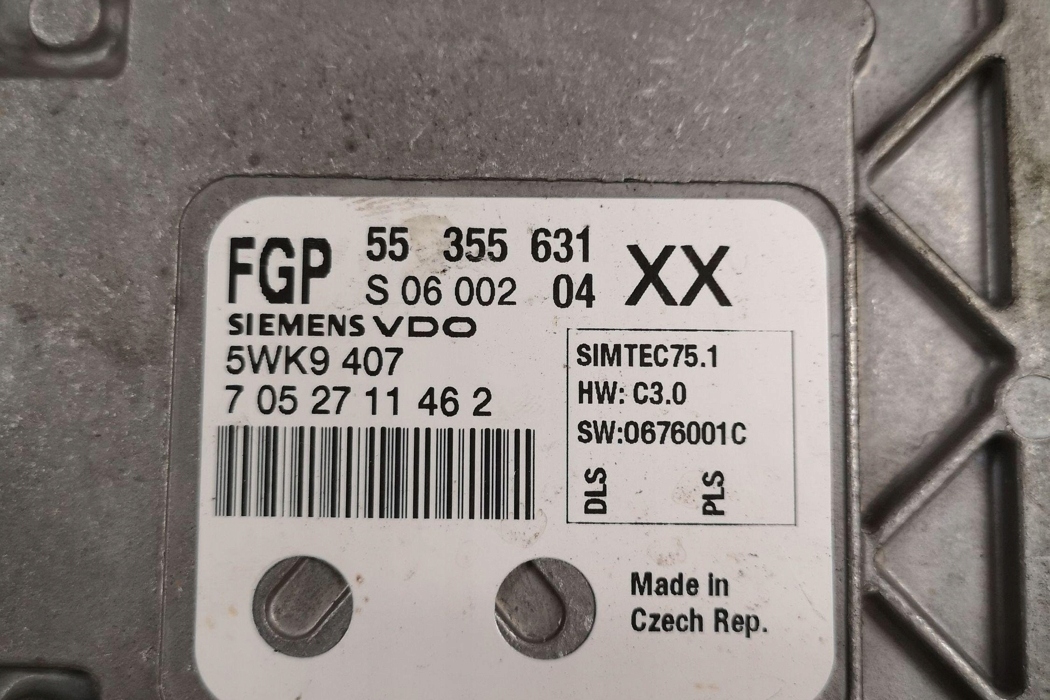 FGP 55 355 631 XX
S 06 002 04
SIEMENS VDO
5WK9 407
7 05 27 11 46 2
SIMTEC75.1
HW: C3.0
SW:0676001C
DLS PLS
Made in
Czech Rep.